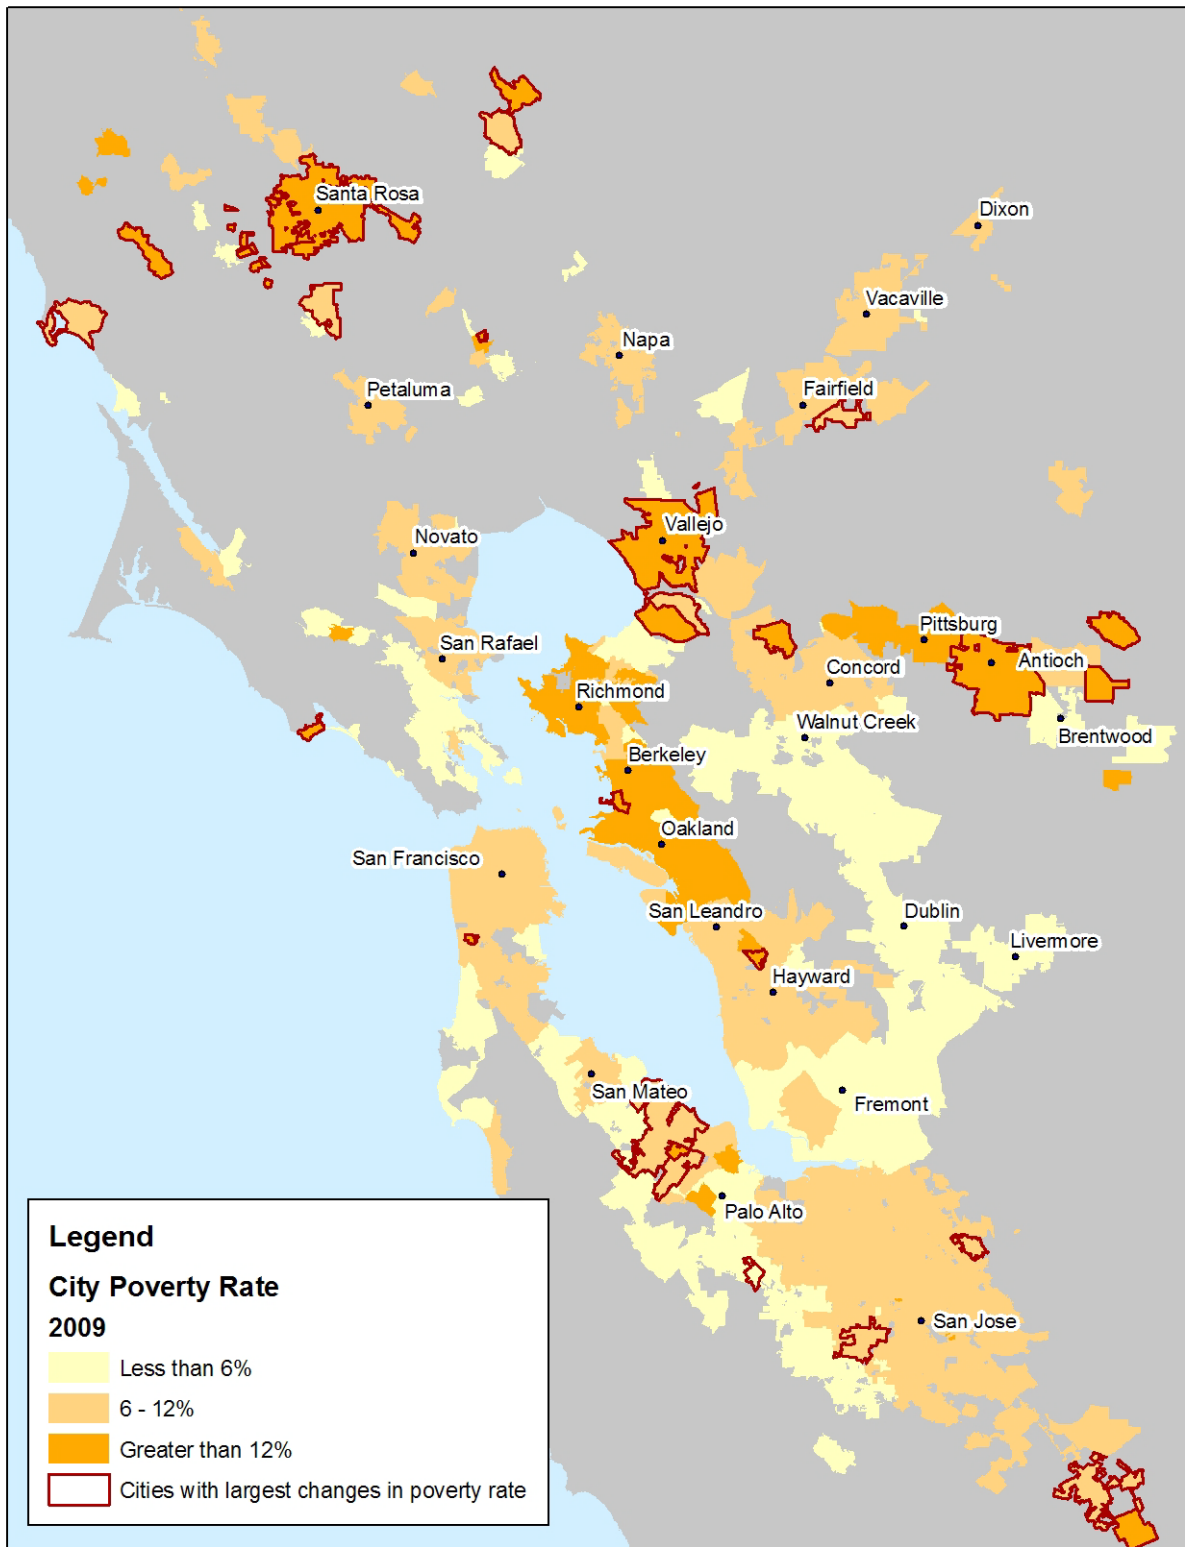 Santa Rosa
Dixon
Vacaville
Napa
Petaluma
Fairfield
Vallejo
Novato
Pittsburg
San Rafael
Antioch
Concord
Richmond
Walnut Creek
Brentwood
Berkeley
Oakland
San Francisco
San Leandro
Dublin
Livermore
Hayward
San Mateo
Fremont
Palo Alto
San Jose
Legend
City Poverty Rate
2009
Less than 6%
6 - 12%
Greater than 12%
Cities with largest changes in poverty rate